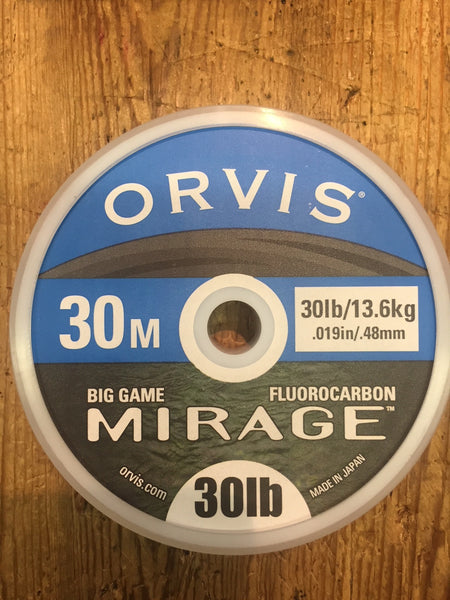 ORVIS®
30M
30lb/13.6kg
.019in/.48mm
BIG GAME FLUOROCARBON
MIRAGE™
orvis.com
30lb
MADE IN JAPAN